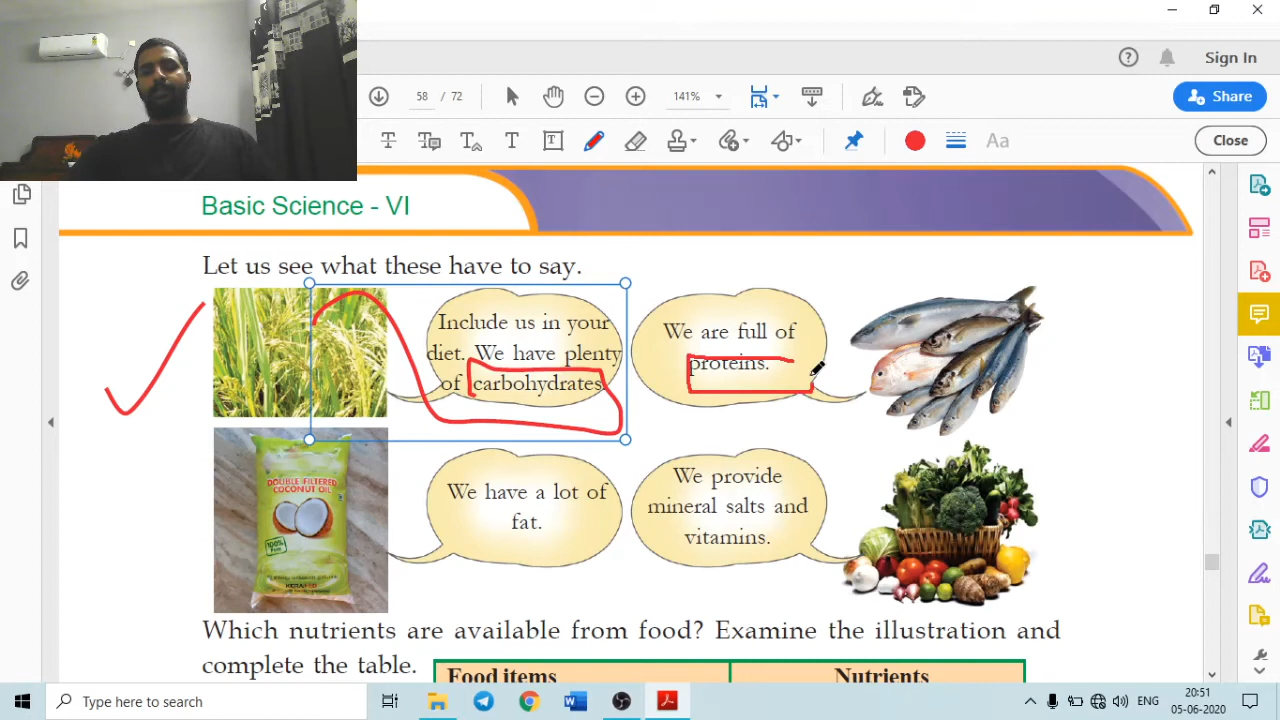 Sign In
58 / 72
141%
Share
Aa
Close
Basic Science - VI
Let us see what these have to say.
Include us in your
diet. We have plenty
of carbohydrates.
We are full of
proteins.
DOUBLE FILTERED
COCONUT OIL
100%
We have a lot of
fat.
We provide
mineral salts and
vitamins.
Which nutrients are available from food? Examine the illustration and
complete the table.
Food items
Nutrients
Type here to search
ENG
20:51
05-06-2020